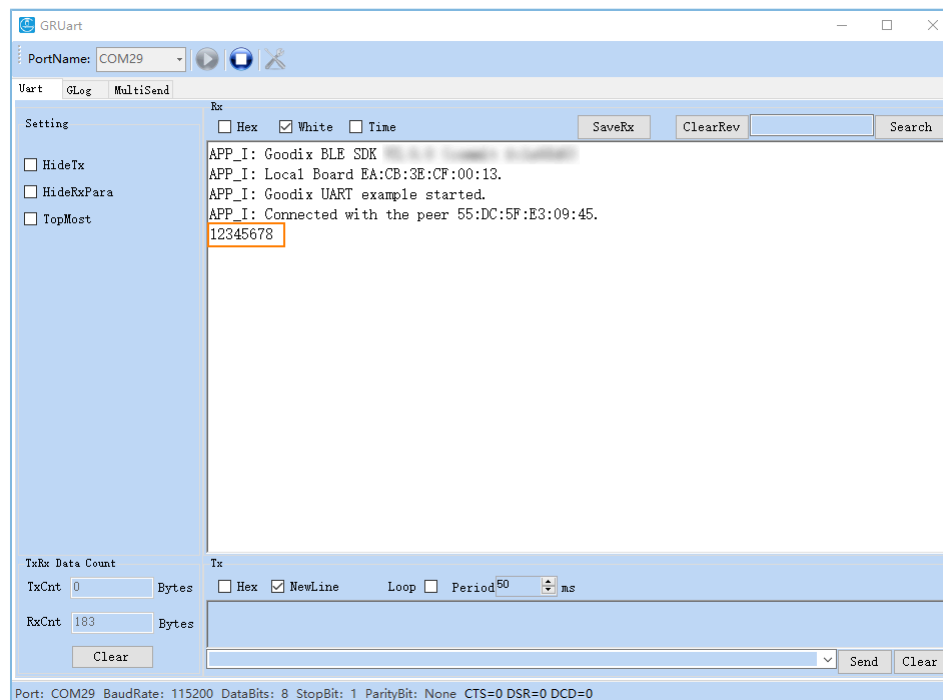 GRUart
PortName: COM29
Uart GLog MultiSend
Setting
HideTx
HideRxPara
TopMost
Rx
Hex White Time SaveRx ClearRev Search
APP_I: Goodix BLE SDK
APP_I: Local Board EA:CB:3E:CF:00:13.
APP_I: Goodix UART example started.
APP_I: Connected with the peer 55:DC:5F:E3:09:45.
12345678
TxRx Data Count
TxCnt 0 Bytes
RxCnt 183 Bytes
Clear
Tx
Hex NewLine Loop Period 50 ms
Send Clear
Port: COM29 BaudRate: 115200 DataBits: 8 StopBit: 1 ParityBit: None CTS=0 DSR=0 DCD=0